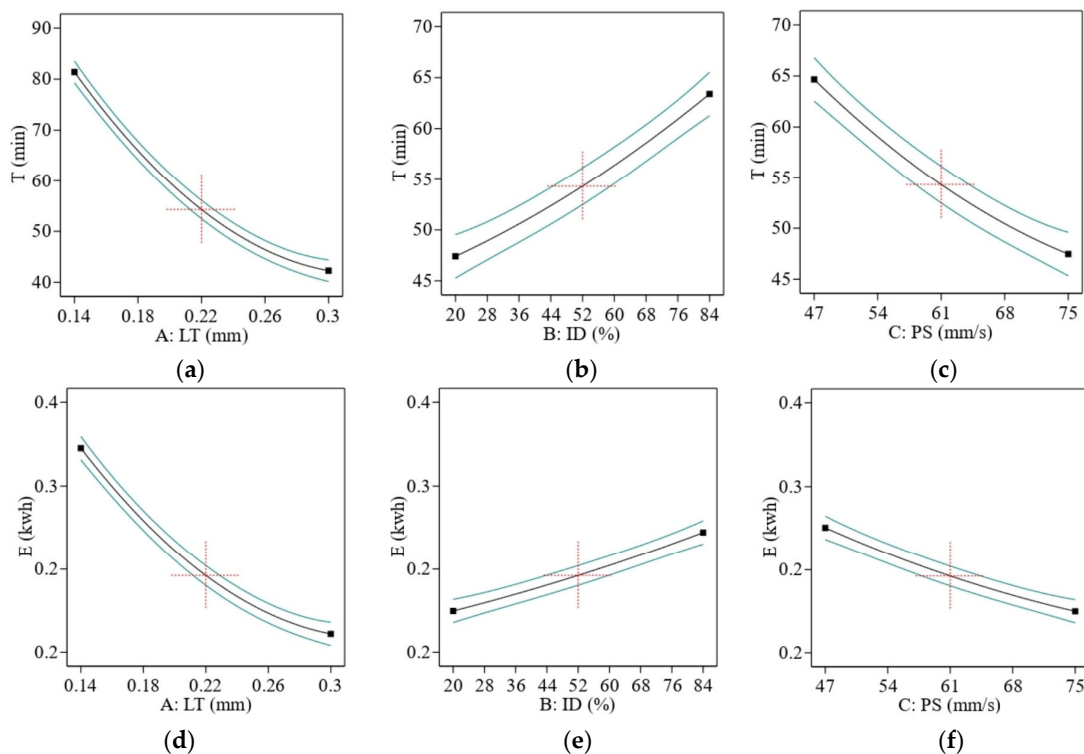 90
80
70
60
50
40
T (min)
0.14
0.18
0.22
0.26
0.3
A: LT (mm)
(a)
70
65
60
55
50
45
T (min)
20 28 36 44 52 60 68 76 84
B: ID (%)
(b)
70
65
60
55
50
45
T (min)
47
54
61
68
75
C: PS (mm/s)
(c)
0.4
0.3
0.2
0.2
E (kwh)
0.14
0.18
0.22
0.26
0.3
A: LT (mm)
(d)
0.4
0.3
0.2
0.2
E (kwh)
20 28 36 44 52 60 68 76 84
B: ID (%)
(e)
0.4
0.3
0.2
0.2
E (kwh)
47
54
61
68
75
C: PS (mm/s)
(f)